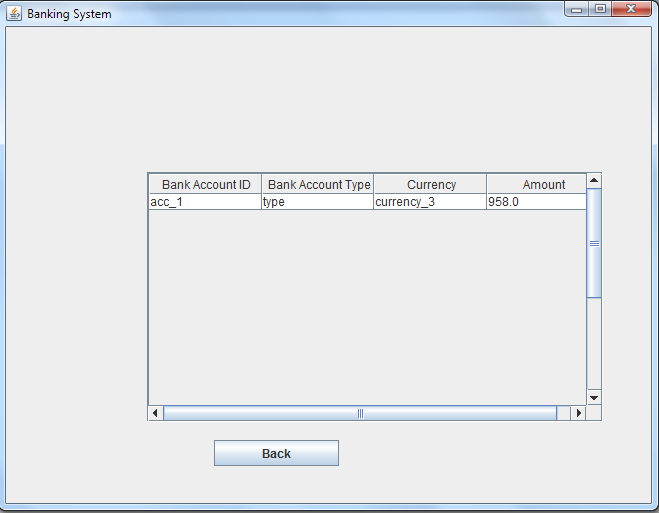 Banking System
Bank Account ID Bank Account Type Currency Amount
acc_1 type currency_3 958.0
Back